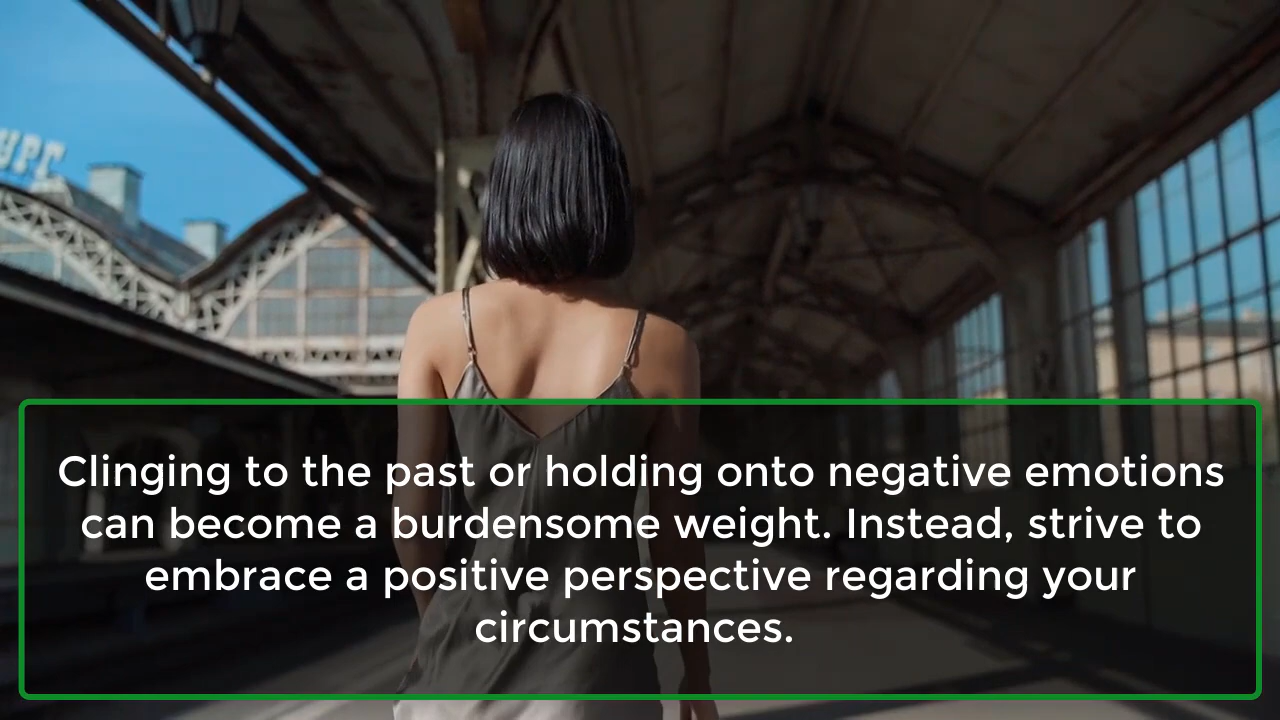 УРГ
Clinging to the past or holding onto negative emotions
can become a burdensome weight. Instead, strive to
embrace a positive perspective regarding your
circumstances.